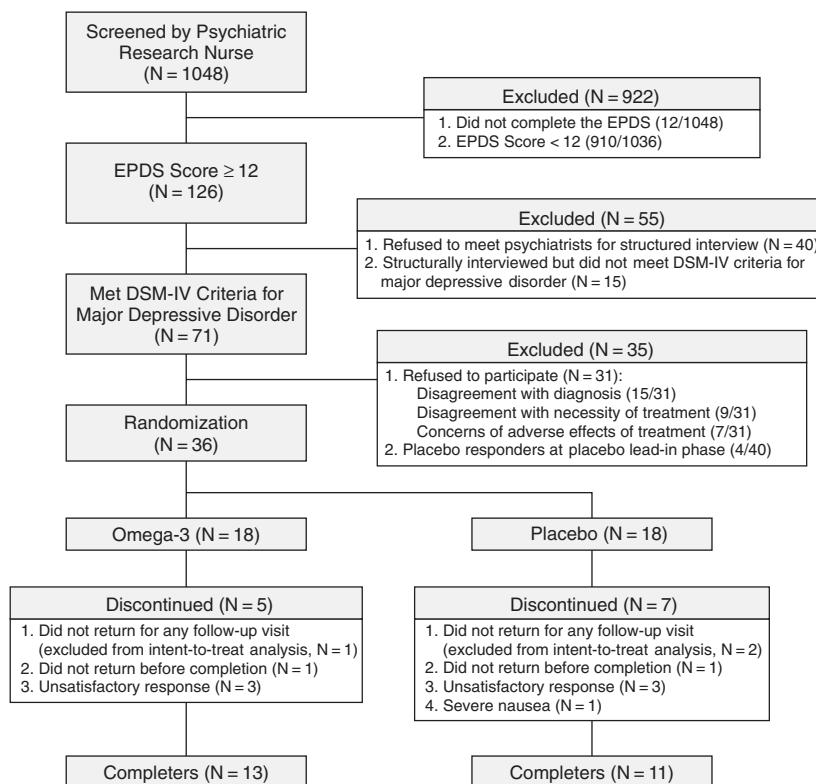 Screened by Psychiatric
Research Nurse
(N = 1048)
Excluded (N = 922)
1. Did not complete the EPDS (12/1048)
2. EPDS Score < 12 (910/1036)
EPDS Score ≥ 12
(N = 126)
Excluded (N = 55)
1. Refused to meet psychiatrists for structured interview (N = 40)
2. Structurally interviewed but did not meet DSM-IV criteria for
major depressive disorder (N = 15)
Met DSM-IV Criteria for
Major Depressive Disorder
(N = 71)
Excluded (N = 35)
1. Refused to participate (N = 31):
Disagreement with diagnosis (15/31)
Disagreement with necessity of treatment (9/31)
Concerns of adverse effects of treatment (7/31)
2. Placebo responders at placebo lead-in phase (4/40)
Randomization
(N = 36)
Omega-3 (N = 18)
Placebo (N = 18)
Discontinued (N = 5)
1. Did not return for any follow-up visit
(excluded from intent-to-treat analysis, N = 1)
2. Did not return before completion (N = 1)
3. Unsatisfactory response (N = 3)
Discontinued (N = 7)
1. Did not return for any follow-up visit
(excluded from intent-to-treat analysis, N = 2)
2. Did not return before completion (N = 1)
3. Unsatisfactory response (N = 3)
4. Severe nausea (N = 1)
Completers (N = 13)
Completers (N = 11)